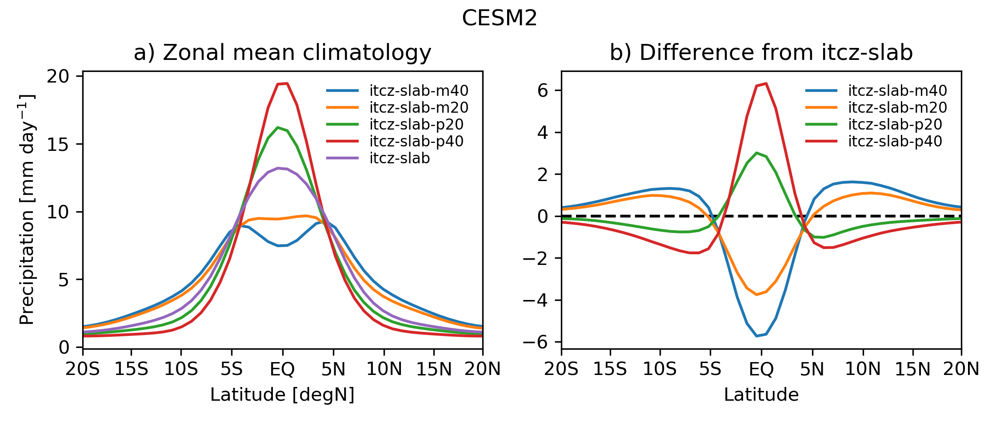 CESM2
a) Zonal mean climatology
Precipitation [mm day⁻¹]
20
15
10
5
0
itcz-slab-m40
itcz-slab-m20
itcz-slab-p20
itcz-slab-p40
itcz-slab
20S 15S 10S 5S EQ 5N 10N 15N 20N
Latitude [degN]
b) Difference from itcz-slab
6
4
2
0
−2
−4
−6
itcz-slab-m40
itcz-slab-m20
itcz-slab-p20
itcz-slab-p40
20S 15S 10S 5S EQ 5N 10N 15N 20N
Latitude